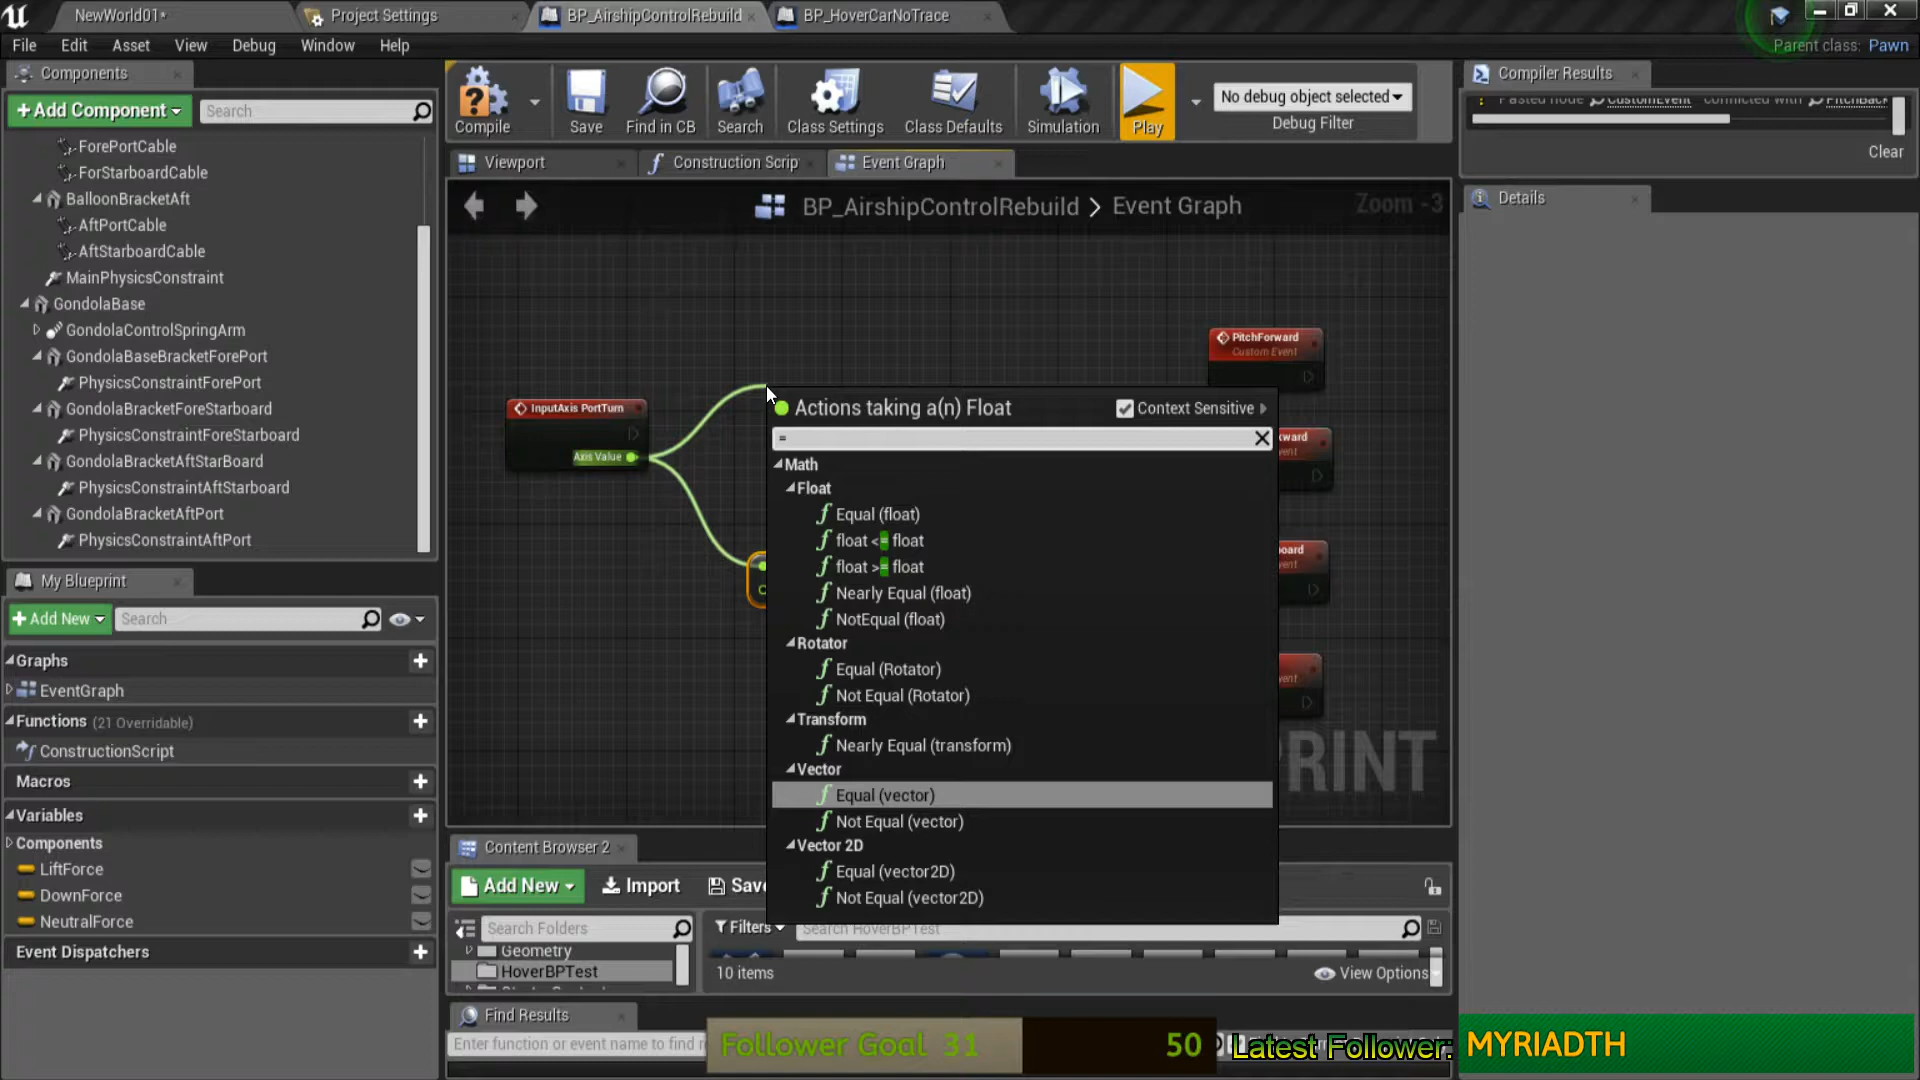 NewWorld01*
Project Settings
BP_AirshipControlRebuild
BP_HoverCarNoTrace
File Edit Asset View Debug Window Help
Parent class: Pawn
Components
+Add Component
Search
ForePortCable
ForStarboardCable
BalloonBracketAft
AftPortCable
AftStarboardCable
MainPhysicsConstraint
GondolaBase
GondolaControlSpringArm
GondolaBaseBracketForePort
PhysicsConstraintForePort
GondolaBracketForeStarboard
PhysicsConstraintForeStarboard
GondolaBracketAftStarBoard
PhysicsConstraintAftStarboard
GondolaBracketAftPort
PhysicsConstraintAftPort
My Blueprint
+Add New
Search
Graphs
EventGraph
Functions (21 Overridable)
ConstructionScript
Macros
Variables
Components
LiftForce
DownForce
NeutralForce
Event Dispatchers
Compile
Save
Find in CB
Search
Class Settings
Class Defaults
Simulation
Play
No debug object selected
Debug Filter
Viewport
Construction Scrip
Event Graph
BP_AirshipControlRebuild > Event Graph
Zoom -3
InputAxis PortTurn
Axis Value
PitchForward
Custom Event
Actions taking a(n) Float
Context Sensitive
=
Math
Float
Equal (float)
float <= float
float >= float
Nearly Equal (float)
NotEqual (float)
Rotator
Equal (Rotator)
Not Equal (Rotator)
Transform
Nearly Equal (transform)
Vector
Equal (vector)
Not Equal (vector)
Vector 2D
Equal (vector2D)
Not Equal (vector2D)
Content Browser 2
Add New
Import
Search Folders
Geometry
HoverBPTest
Filters
Search HoverBPTest
10 items
View Options
Find Results
Follower Goal 31
50
Latest Follower:
MYRIADTH
Compiler Results
Pasted node CustomEvent conflicted with PitchBack
Clear
Details